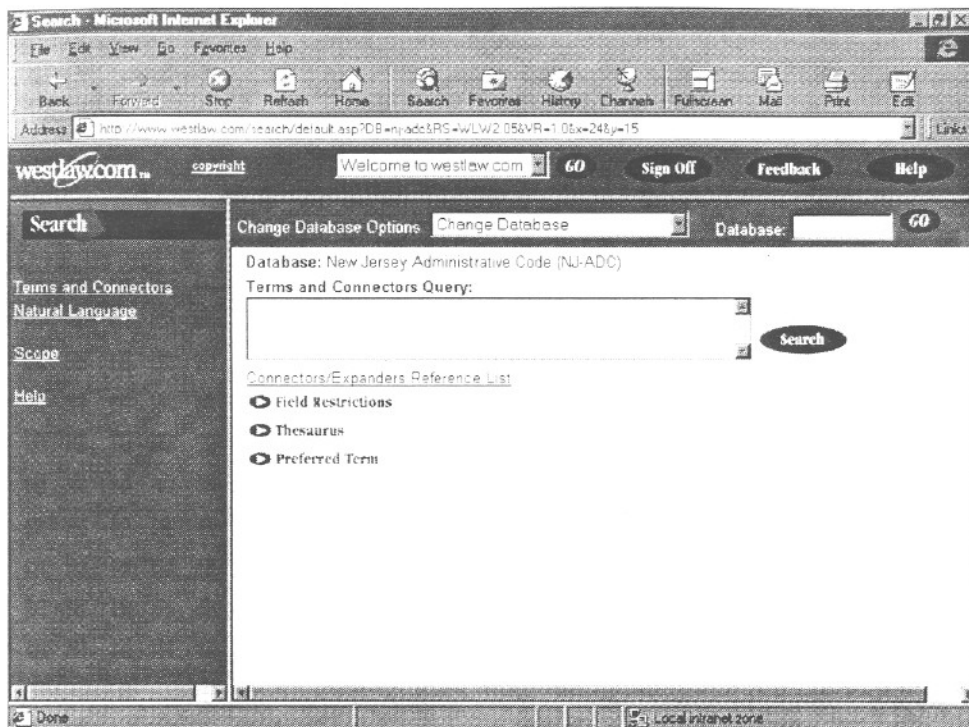 Search - Microsoft Internet Explorer
File Edit View Go Favorites Help
Back Forward Stop Refresh Home Search Favorites History Channels Fullscreen Mail Print Edit
Address http://www.westlaw.com/search/default.asp?DB=nj-adc&RS=WLW2.05&VR=1.0&x=24&y=15 Links
westlaw.com™ copyright Welcome to westlaw.com GO Sign Off Feedback Help
Search
Change Database Options Change Database Database: GO
Database: New Jersey Administrative Code (NJ-ADC)
Terms and Connectors Query:
Search
Terms and Connectors
Natural Language
Scope
Help
Connectors/Expanders Reference List
Field Restrictions
Thesaurus
Preferred Term
Done Local intranet zone